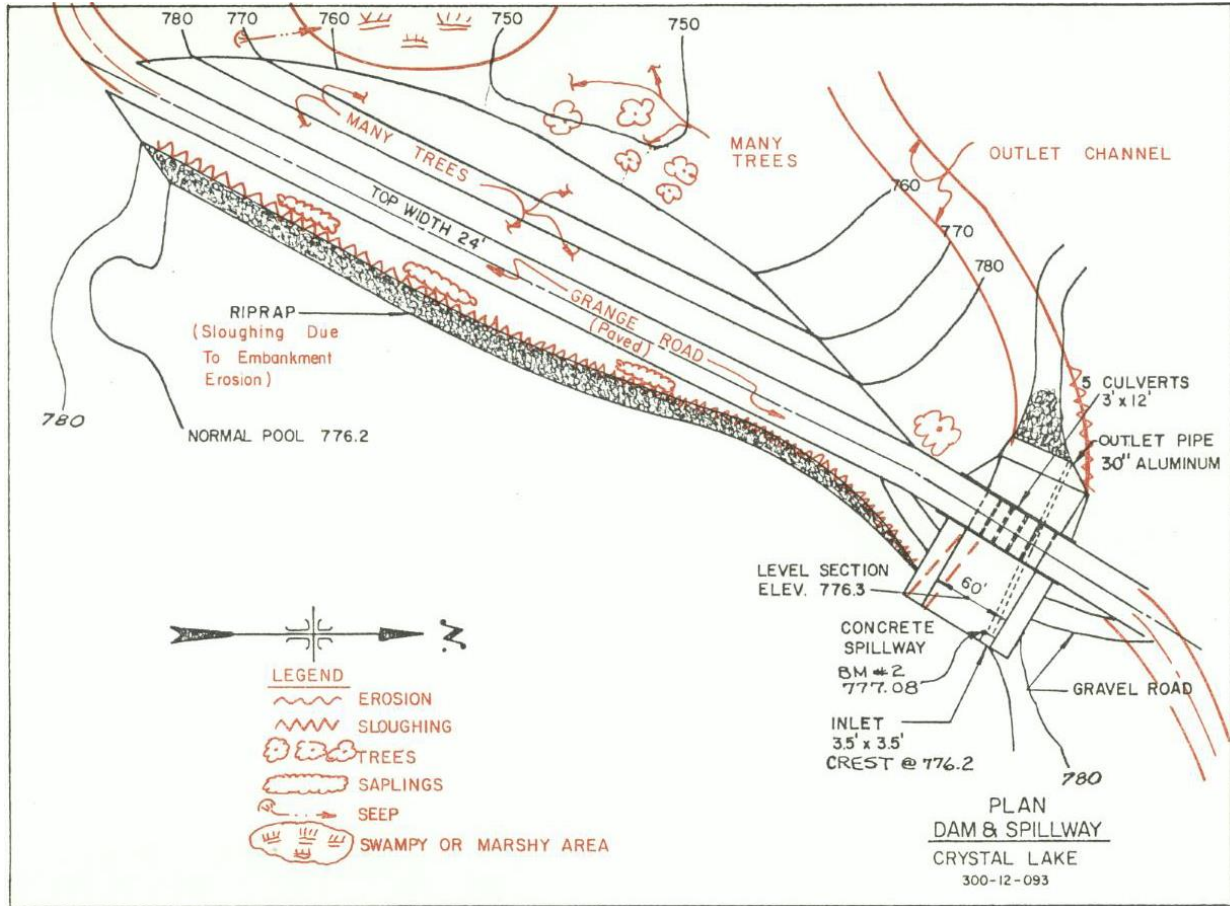 780
770
760
750
750
MANY TREES
MANY
TREES
OUTLET CHANNEL
TOP WIDTH 24'
760
770
780
GRANGE ROAD
(Paved)
RIPRAP
(Sloughing Due
To Embankment
Erosion)
780
NORMAL POOL 776.2
5 CULVERTS
3' x 12'
OUTLET PIPE
30" ALUMINUM
LEVEL SECTION
ELEV. 776.3
60'
CONCRETE
SPILLWAY
BM #2
777.08
GRAVEL ROAD
INLET
3.5' x 3.5'
CREST @ 776.2
780
N
LEGEND
EROSION
SLOUGHING
TREES
SAPLINGS
SEEP
SWAMPY OR MARSHY AREA
PLAN
DAM & SPILLWAY
CRYSTAL LAKE
300-12-093